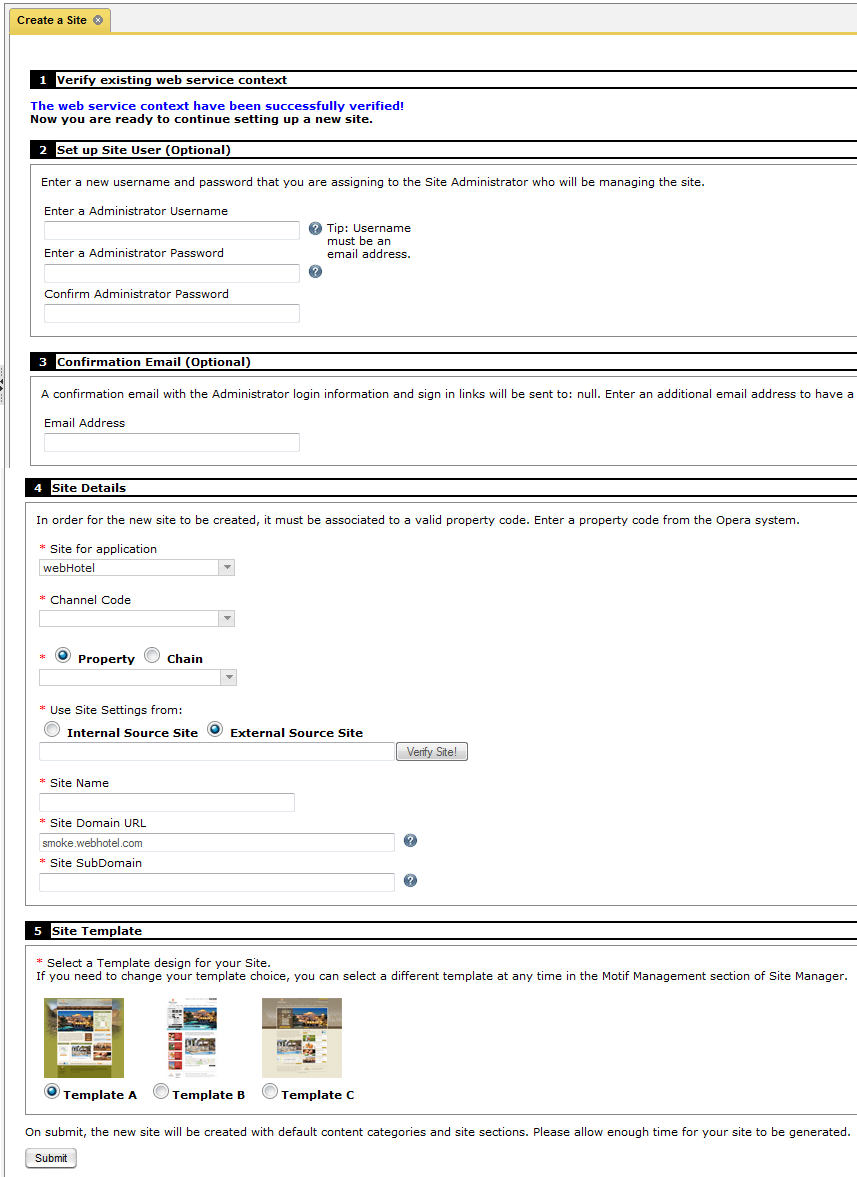 Create a Site
1 Verify existing web service context
The web service context have been successfully verified!
Now you are ready to continue setting up a new site.
2 Set up Site User (Optional)
Enter a new username and password that you are assigning to the Site Administrator who will be managing the site.
Enter a Administrator Username
? Tip: Username
must be an
email address.
Enter a Administrator Password
?
Confirm Administrator Password
3 Confirmation Email (Optional)
A confirmation email with the Administrator login information and sign in links will be sent to: null. Enter an additional email address to have a
Email Address
4 Site Details
In order for the new site to be created, it must be associated to a valid property code. Enter a property code from the Opera system.
* Site for application
webHotel
* Channel Code
* Property Chain
* Use Site Settings from:
Internal Source Site External Source Site
Verify Site!
* Site Name
* Site Domain URL
smoke.webhotel.com ?
* Site SubDomain
?
5 Site Template
* Select a Template design for your Site.
If you need to change your template choice, you can select a different template at any time in the Motif Management section of Site Manager.
Template A Template B Template C
On submit, the new site will be created with default content categories and site sections. Please allow enough time for your site to be generated.
Submit